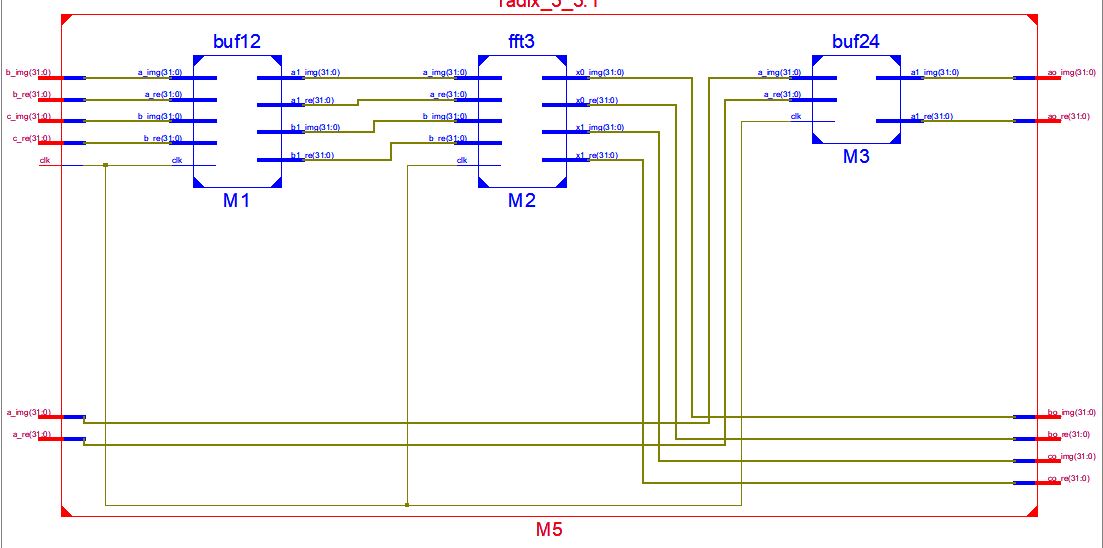 buf12
fft3
buf24
b_img(31:0)
b_re(31:0)
c_img(31:0)
c_re(31:0)
clk
a_img(31:0)
a_re(31:0)
b_img(31:0)
b_re(31:0)
clk
a1_img(31:0)
a1_re(31:0)
b1_img(31:0)
b1_re(31:0)
M1
a_img(31:0)
a_re(31:0)
b_img(31:0)
b_re(31:0)
clk
x0_img(31:0)
x0_re(31:0)
x1_img(31:0)
x1_re(31:0)
M2
a_img(31:0)
a_re(31:0)
clk
a1_img(31:0)
a1_re(31:0)
M3
ao_img(31:0)
ao_re(31:0)
a_img(31:0)
a_re(31:0)
bo_img(31:0)
bo_re(31:0)
co_img(31:0)
co_re(31:0)
M5